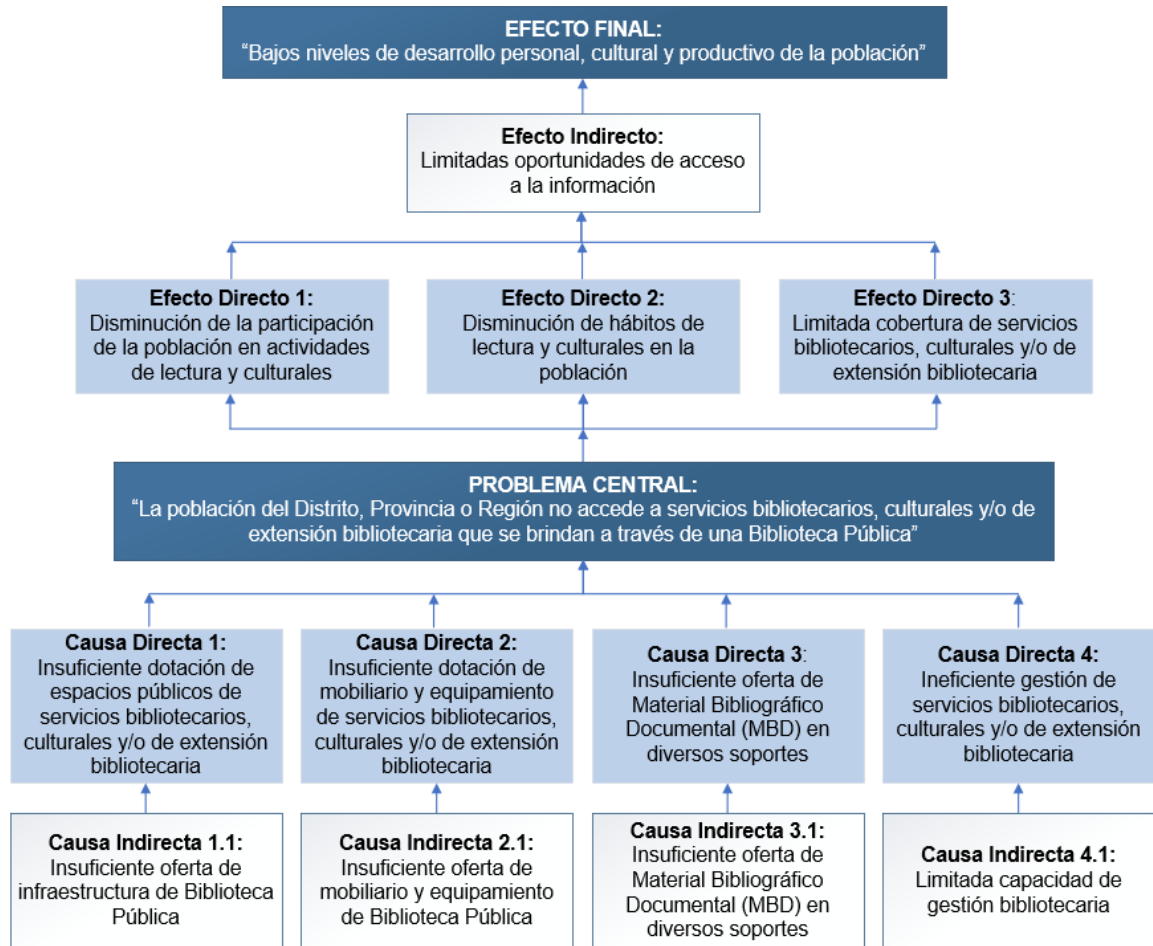 EFECTO FINAL:
“Bajos niveles de desarrollo personal, cultural y productivo de la población”
Efecto Indirecto:
Limitadas oportunidades de acceso
a la información
Efecto Directo 1:
Disminución de la participación
de la población en actividades
de lectura y culturales
Efecto Directo 2:
Disminución de hábitos de
lectura y culturales en la
población
Efecto Directo 3:
Limitada cobertura de servicios
bibliotecarios, culturales y/o de
extensión bibliotecaria
PROBLEMA CENTRAL:
“La población del Distrito, Provincia o Región no accede a servicios bibliotecarios, culturales y/o de
extensión bibliotecaria que se brindan a través de una Biblioteca Pública”
Causa Directa 1:
Insuficiente dotación de
espacios públicos de
servicios bibliotecarios,
culturales y/o de extensión
bibliotecaria
Causa Directa 2:
Insuficiente dotación de
mobiliario y equipamiento
de servicios bibliotecarios,
culturales y/o de extensión
bibliotecaria
Causa Directa 3:
Insuficiente oferta de
Material Bibliográfico
Documental (MBD) en
diversos soportes
Causa Directa 4:
Ineficiente gestión de
servicios bibliotecarios,
culturales y/o de extensión
bibliotecaria
Causa Indirecta 1.1:
Insuficiente oferta de
infraestructura de Biblioteca
Pública
Causa Indirecta 2.1:
Insuficiente oferta de
mobiliario y equipamiento
de Biblioteca Pública
Causa Indirecta 3.1:
Insuficiente oferta de
Material Bibliográfico
Documental (MBD) en
diversos soportes
Causa Indirecta 4.1:
Limitada capacidad de
gestión bibliotecaria